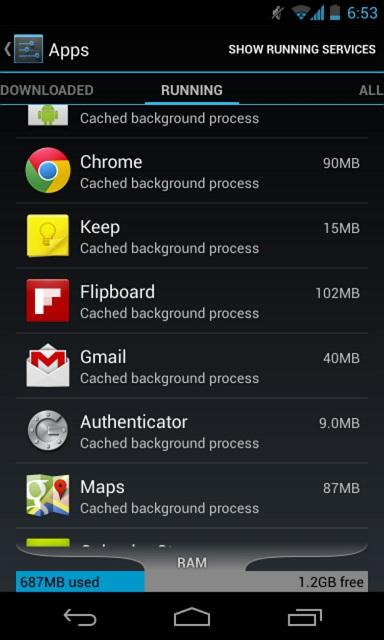 6:53
Apps
SHOW RUNNING SERVICES
DOWNLOADED RUNNING ALL
Cached background process
Chrome 90MB
Cached background process
Keep 15MB
Cached background process
Flipboard 102MB
Cached background process
Gmail 40MB
Cached background process
Authenticator 9.0MB
Cached background process
Maps 87MB
Cached background process
RAM
687MB used 1.2GB free